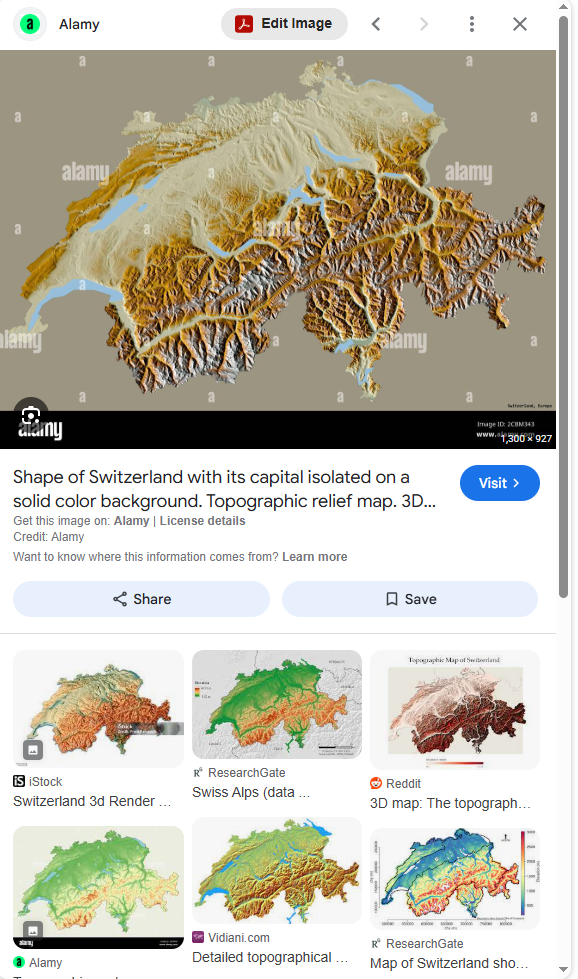 Alamy
Edit Image
a a a a
a a a a
alamy alamy
a a
a alamy a
a
alamy alamy
a a a
a a a
Switzerland, Europe
alamy
Image ID: 2CBM343
www.alamy.com
1,300 × 927
Shape of Switzerland with its capital isolated on a
solid color background. Topographic relief map. 3D...
Visit
Get this image on: Alamy | License details
Credit: Alamy
Want to know where this information comes from? Learn more
Share
Save
iStock
Switzerland 3d Render ...
ResearchGate
Swiss Alps (data ...
Topographic Map of Switzerland
Reddit
3D map: The topograph...
alamy
Alamy
Vidiani.com
Detailed topographical ...
ResearchGate
Map of Switzerland sho...